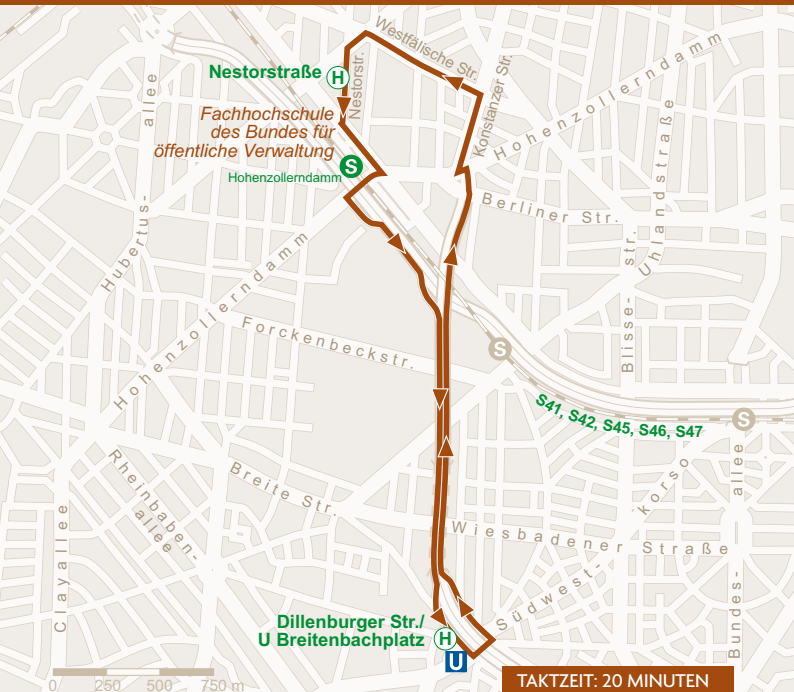 Westfälische Str.
Nestorstraße H
Nestorstr.
Konstanzer Str.
Hohenzollerndamm
Fachhochschule
des Bundes für
öffentliche Verwaltung
S
Hohenzollerndamm
Hubertus-
allee
Berliner Str.
Uhlandstraße
Blisse-
str.
Hohenzollerndamm
Forckenbeckstr.
S
S41, S42, S45, S46, S47
S
Rheinbaben-
allee
Breite Str.
Clayallee
Wiesbadener Straße
Südwest-
korso
Bundes-
allee
Dillenburger Str./
U Breitenbachplatz H
U
0 250 500 750 m
TAKTZEIT: 20 MINUTEN